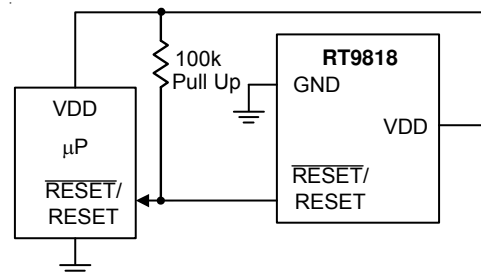 100k
Pull Up
RT9818
GND
VDD
RESET/
RESET
VDD
μP
RESET/
RESET